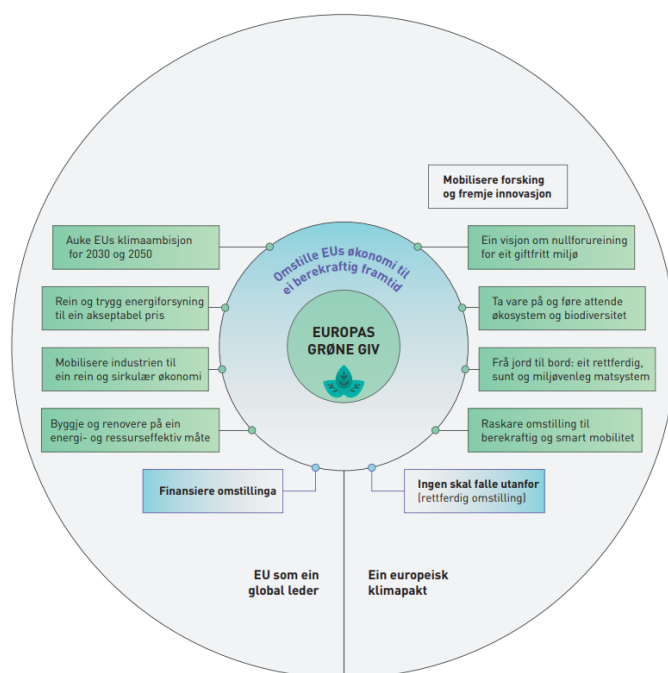 Mobilisere forsking
og fremje innovasjon
Auke EUs klimaambisjon
for 2030 og 2050
Rein og trygg energiforsyning
til ein akseptabel pris
Mobilisere industrien til
ein rein og sirkulær økonomi
Byggje og renovere på ein
energi- og ressurseffektiv måte
Omstille EUs økonomi til
ei berekraftig framtid
EUROPAS
GRØNE GIV
Ein visjon om nullforureining
for eit giftfritt miljø
Ta vare på og føre attende
økosystem og biodiversitet
Frå jord til bord: eit rettferdig,
sunt og miljøvenleg matsystem
Raskare omstilling til
berekraftig og smart mobilitet
Finansiere omstillinga
Ingen skal falle utanfor
(rettferdig omstilling)
EU som ein
global leder
Ein europeisk
klimapakt